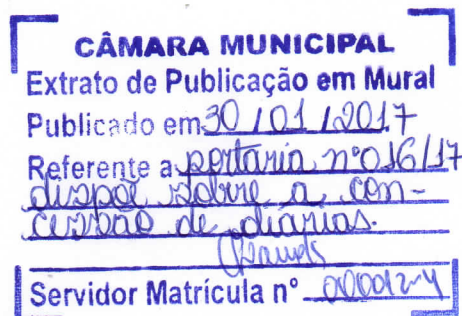 CÂMARA MUNICIPAL
Extrato de Publicação em Mural
Publicado em 30 / 01 / 2017
Referente a portaria nº 016/17
dispoẽ sobre a con-
cessão de diárias.
Servidor Matrícula nº 000012-4